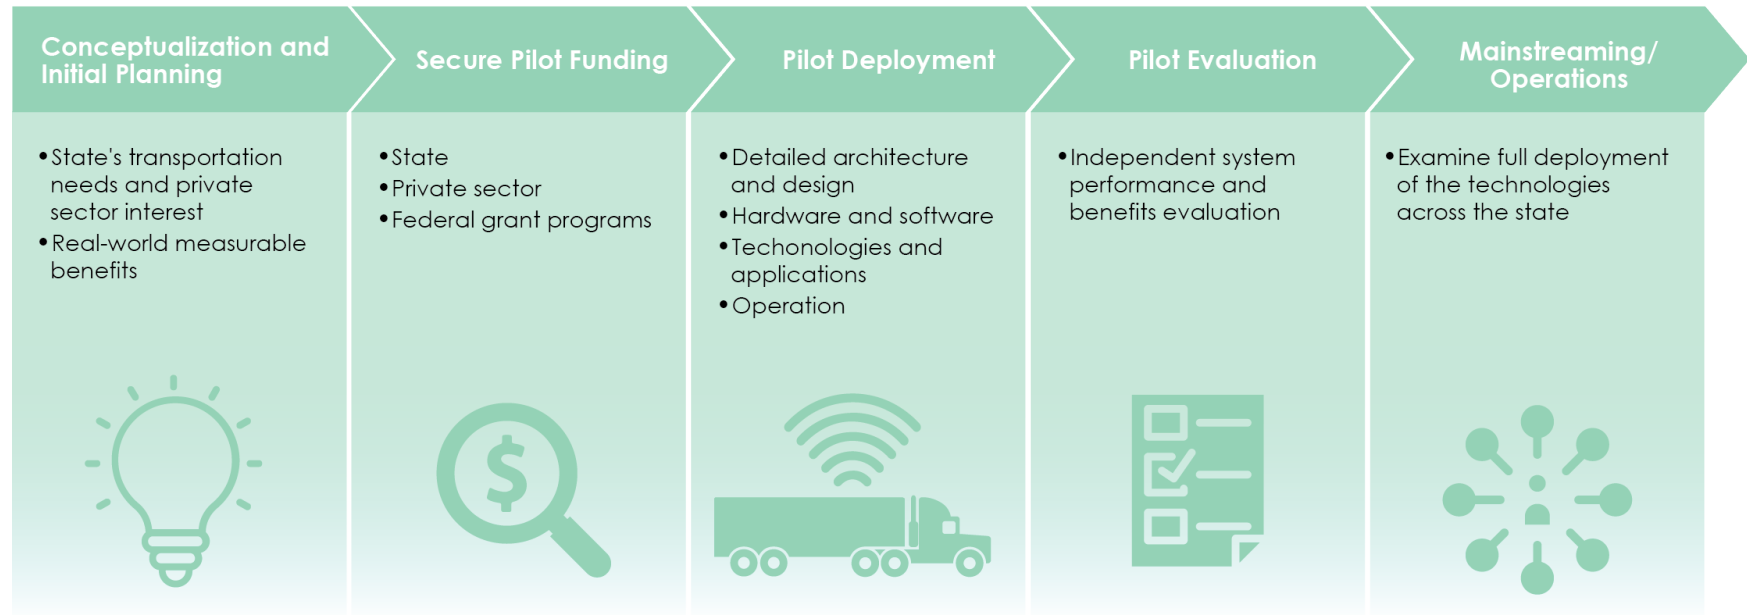 Conceptualization and
Initial Planning
Secure Pilot Funding
Pilot Deployment
Pilot Evaluation
Mainstreaming/
Operations
•State's transportation
needs and private
sector interest
•Real-world measurable
benefits
•State
•Private sector
•Federal grant programs
•Detailed architecture
and design
•Hardware and software
•Techonologies and
applications
•Operation
•Independent system
performance and
benefits evaluation
•Examine full deployment
of the technologies
across the state
$